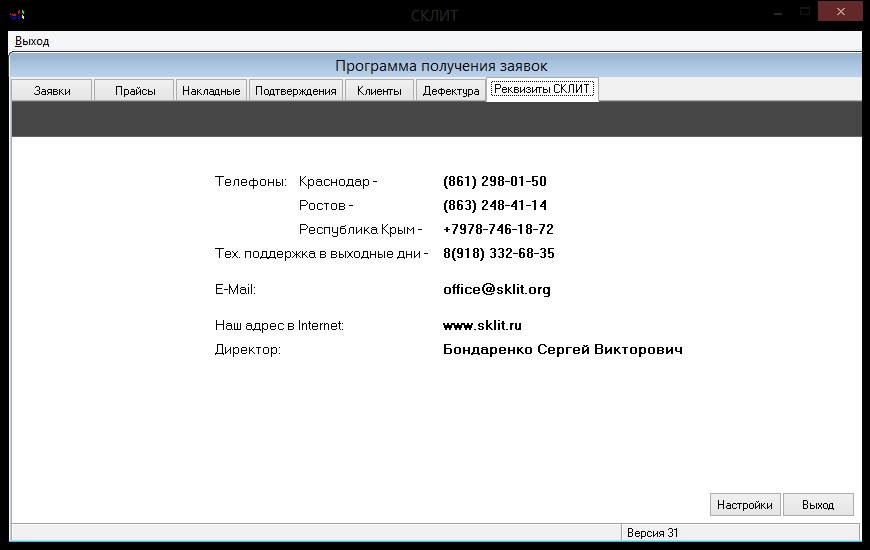 СКЛИТ
Выход
Программа получения заявок
Заявки Прайсы Накладные Подтверждения Клиенты Дефектура Реквизиты СКЛИТ
Телефоны: Краснодар - (861) 298-01-50
Ростов - (863) 248-41-14
Республика Крым - +7978-746-18-72
Тех. поддержка в выходные дни - 8(918) 332-68-35
E-Mail: office@sklit.org
Наш адрес в Internet: www.sklit.ru
Директор: Бондаренко Сергей Викторович
Настройки Выход
Версия 31